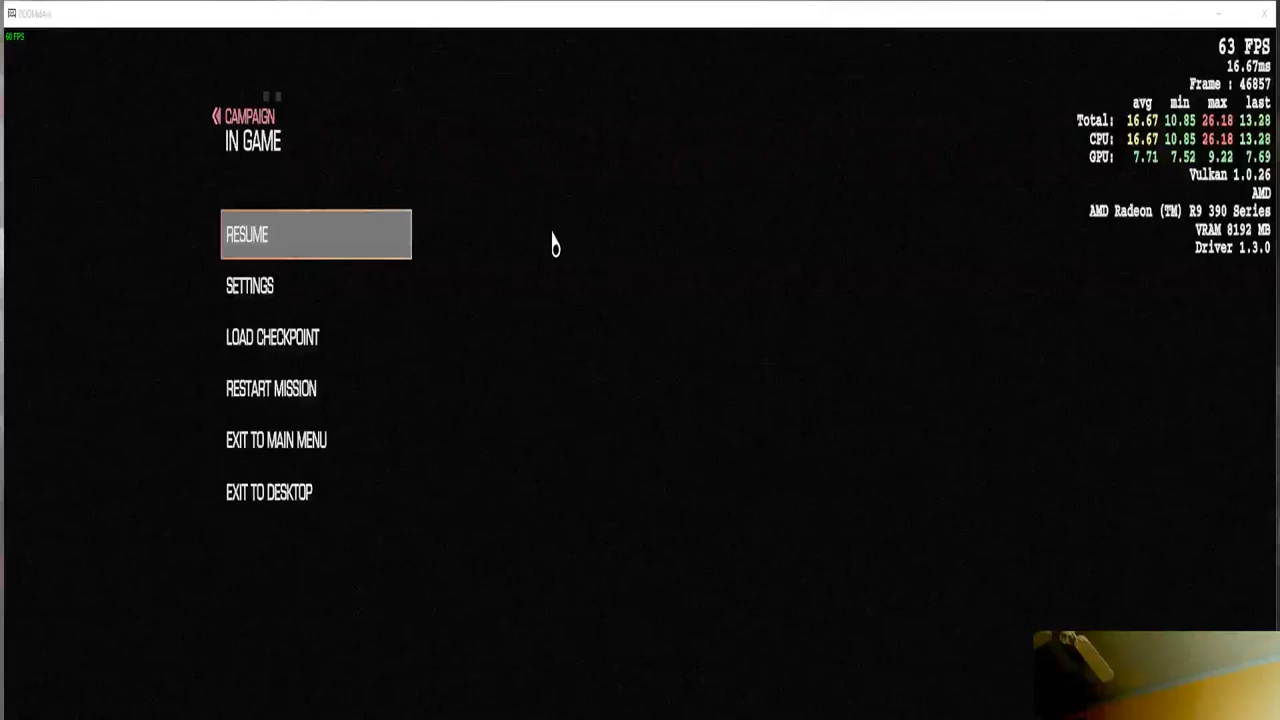 60 FPS
63 FPS
16.67ms
Frame : 46857
avg min max last
Total: 16.67 10.85 26.18 13.28
CPU: 16.67 10.85 26.18 13.28
GPU: 7.71 7.52 9.22 7.69
Vulkan 1.0.26
AMD
AMD Radeon (TM) R9 390 Series
VRAM 8192 MB
Driver 1.3.0
CAMPAIGN
IN GAME
RESUME
SETTINGS
LOAD CHECKPOINT
RESTART MISSION
EXIT TO MAIN MENU
EXIT TO DESKTOP